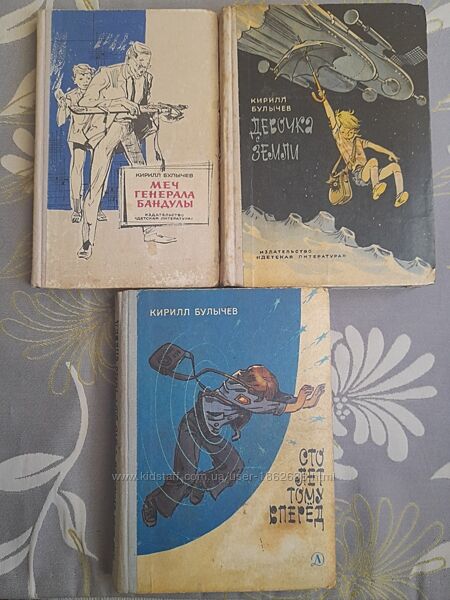 КИРИЛЛ БУЛЫЧЕВ
МЕЧ
ГЕНЕРАЛА
БАНДУЛЫ
ИЗДАТЕЛЬСТВО
«ДЕТСКАЯ ЛИТЕРАТУРА»
КИРИЛЛ
БУЛЫЧЕВ
ДЕВОЧКА
С
ЗЕМЛИ
ИЗДАТЕЛЬСТВО
«ДЕТСКАЯ ЛИТЕРАТУРА»
КИРИЛЛ БУЛЫЧЕВ
СТО
ЛЕТ
ТОМУ
ВПЕРЁД
Д